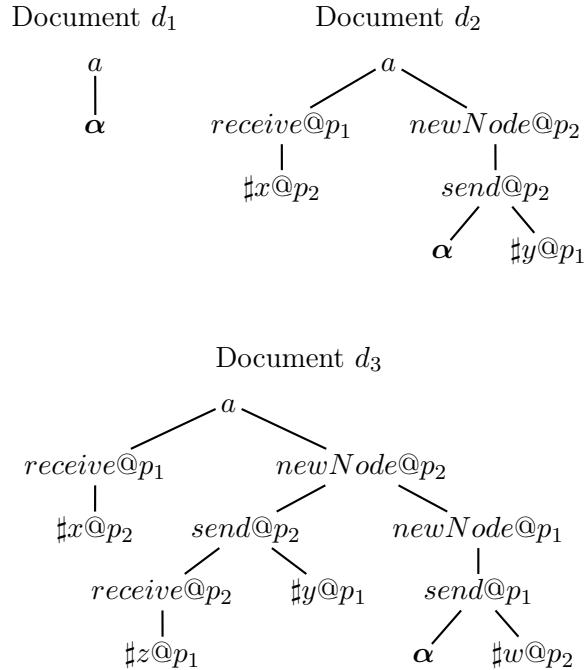 Document d₁ Document d₂
a a
α receive@p₁ newNode@p₂
♯x@p₂ send@p₂
α ♯y@p₁
Document d₃
a
receive@p₁ newNode@p₂
♯x@p₂ send@p₂ newNode@p₁
receive@p₂ ♯y@p₁ send@p₁
♯z@p₁ α ♯w@p₂